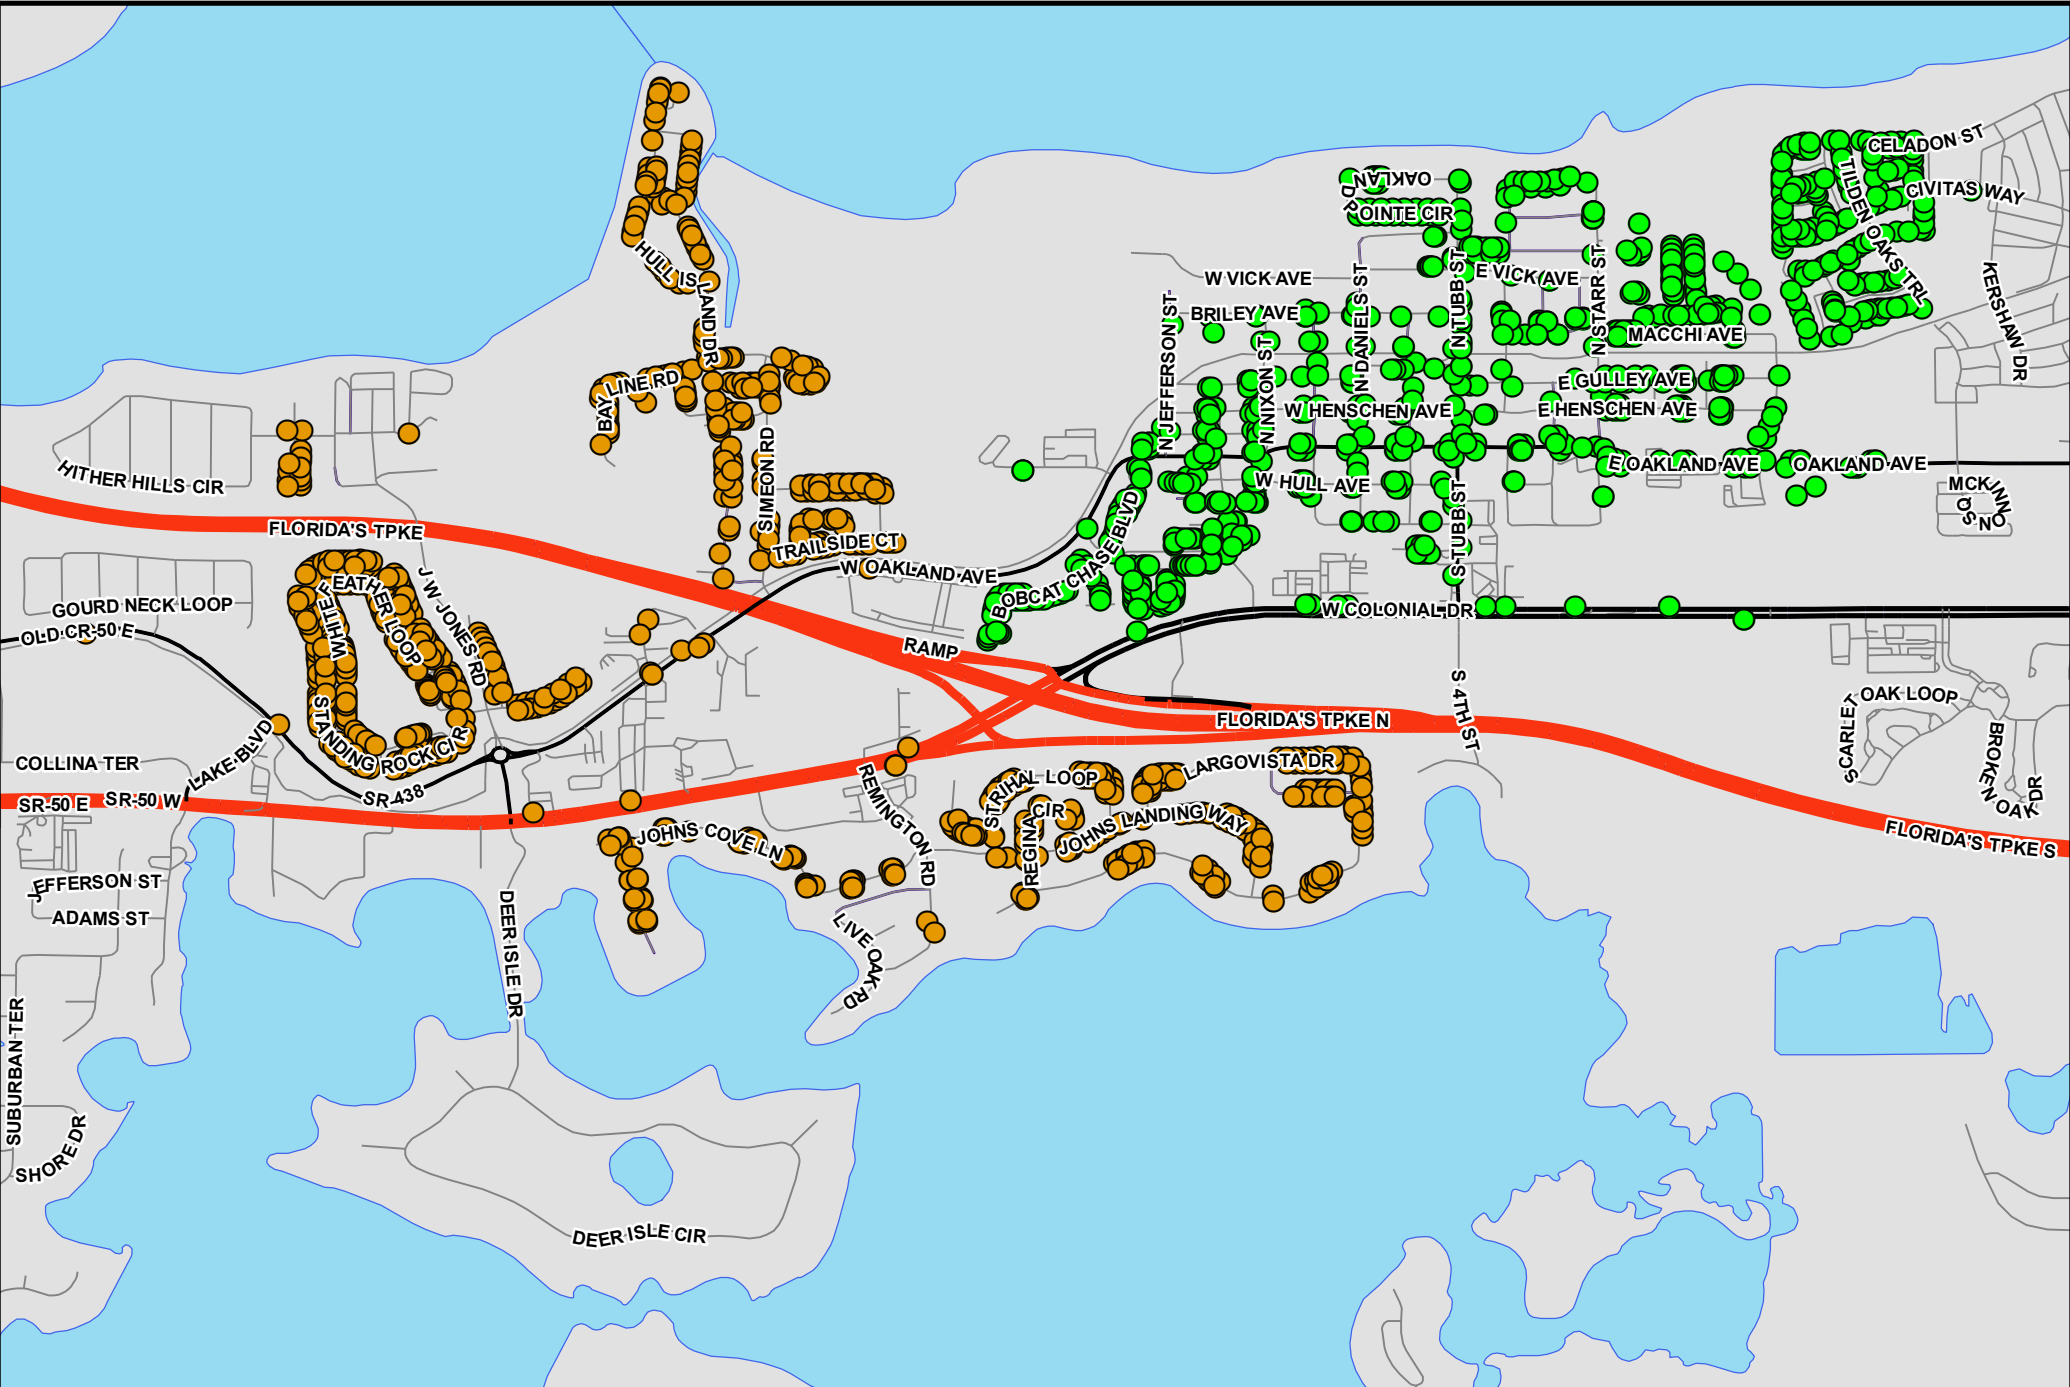 CELADON ST
CIVITAS WAY
TILDEN OAKS TRL
OAKLAND
POINTE CIR
HULL ISLAND DR
W VICK AVE
E VICK AVE
BRILEY AVE
N JEFFERSON ST
N NIXON ST
N DANIELS ST
N TUBB ST
N STARR ST
MACCHI AVE
KERSHAW DR
BAY LINE RD
E GULLEY AVE
W HENSCHEN AVE
E HENSCHEN AVE
HITHER HILLS CIR
SIMEON RD
E OAKLAND AVE
OAKLAND AVE
W HULL AVE
MCKINNON SQ
FLORIDA'S TPKE
TRAILSIDE CT
W OAKLAND AVE
BOBCAT CHASE BLVD
S TUBB ST
WHITE FEATHER LOOP
J W JONES RD
GOURD NECK LOOP
OLD CR-50 E
W COLONIAL DR
RAMP
STANDING ROCK CIR
FLORIDA'S TPKE N
S 4TH ST
SCARLET OAK LOOP
BROKEN OAK DR
COLLINA TER
LAKE BLVD
SR-438
SR-50 E
SR-50 W
REMINGTON RD
STRIHAL LOOP
LARGOVISTA DR
REGINA CIR
JOHNS LANDING WAY
JOHNS COVE LN
FLORIDA'S TPKE S
JEFFERSON ST
ADAMS ST
DEER ISLE DR
LIVE OAK RD
SUBURBAN TER
SHORE DR
DEER ISLE CIR